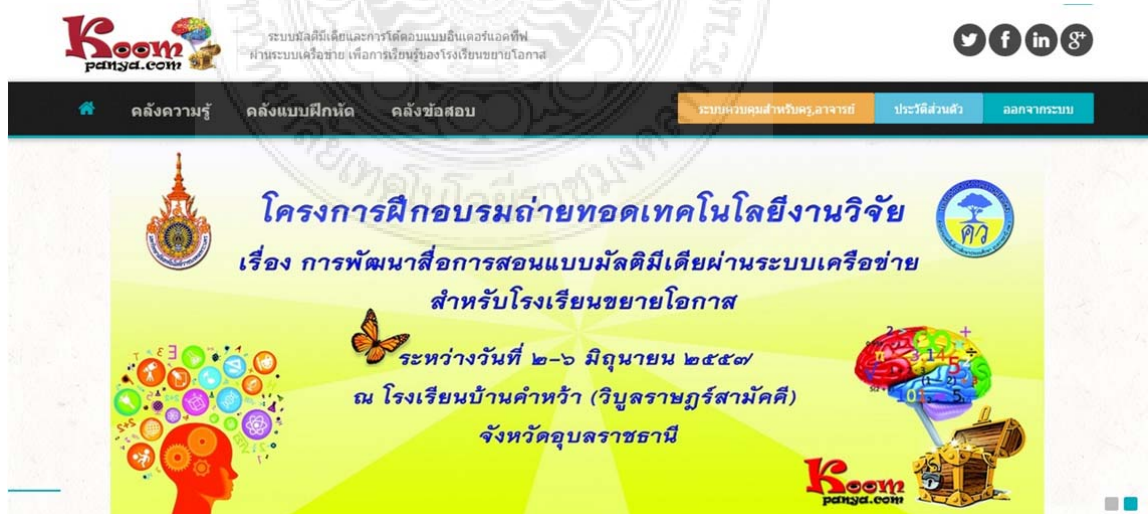 Koom
panya.com
ระบบมัลติมีเดียและการโต้ตอบแบบอินเตอร์แอคทีฟ
ผ่านระบบเครือข่าย เพื่อการเรียนรู้ของโรงเรียนขยายโอกาส
คลังความรู้ คลังแบบฝึกหัด คลังข้อสอบ ระบบควบคุมสำหรับครู,อาจารย์ ประวัติส่วนตัว ออกจากระบบ
โครงการฝึกอบรมถ่ายทอดเทคโนโลยีงานวิจัย
คว
เรื่อง การพัฒนาสื่อการสอนแบบมัลติมีเดียผ่านระบบเครือข่าย
สำหรับโรงเรียนขยายโอกาส
ระหว่างวันที่ ๒-๖ มิถุนายน ๒๕๕๗
ณ โรงเรียนบ้านคำหว้า (วิบูลราษฎร์สามัคคี)
จังหวัดอุบลราชธานี
Koom
panya.com